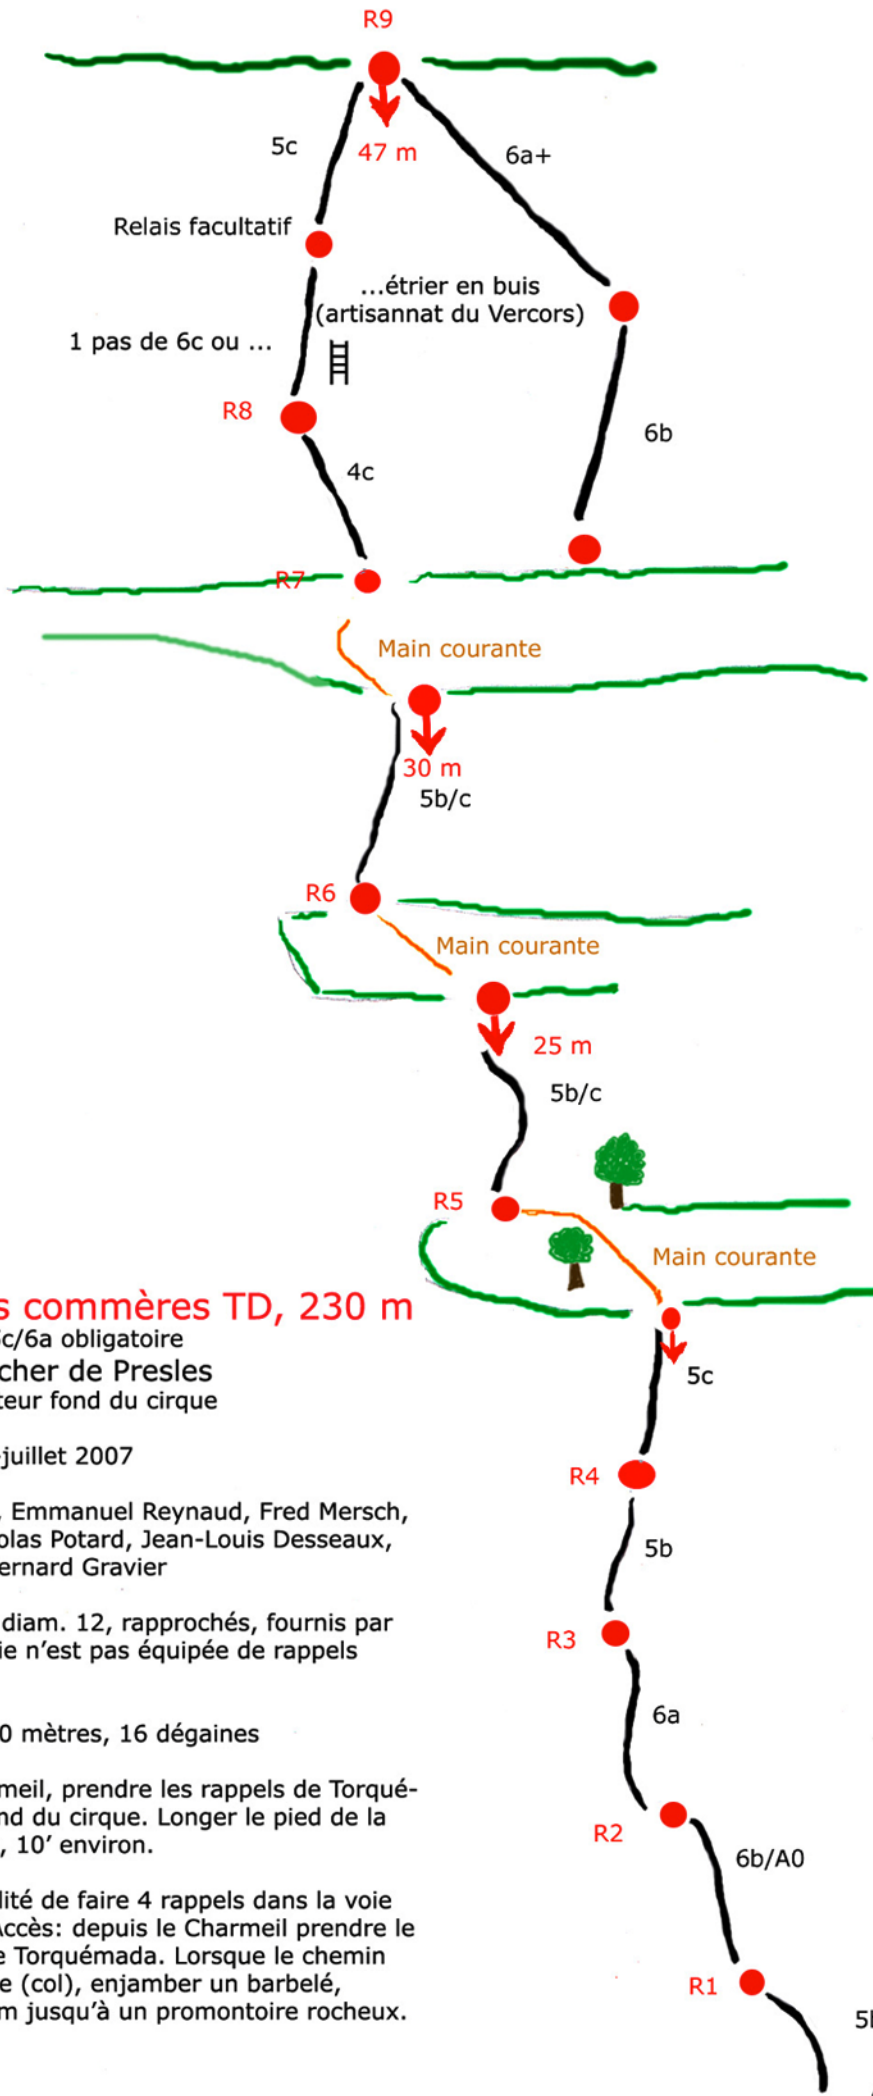 R9
5c
47 m
6a+
Relais facultatif
...étrier en buis
(artisannat du Vercors)
1 pas de 6c ou ...
R8
6b
4c
R7
Main courante
30 m
5b/c
R6
Main courante
25 m
5b/c
R5
Main courante
s commères TD, 230 m
c/6a obligatoire
cher de Presles
teur fond du cirque
5c
juillet 2007
R4
, Emmanuel Reynaud, Fred Mersch,
olas Potard, Jean-Louis Desseaux,
ernard Gravier
5b
diam. 12, rapprochés, fournis par
ie n'est pas équipée de rappels
R3
6a
0 mètres, 16 dégaines
meil, prendre les rappels de Torqué-
nd du cirque. Longer le pied de la
, 10' environ.
R2
6b/A0
lité de faire 4 rappels dans la voie
Accès: depuis le Charmeil prendre le
e Torquémada. Lorsque le chemin
e (col), enjamber un barbelé,
m jusqu'à un promontoire rocheux.
R1
5